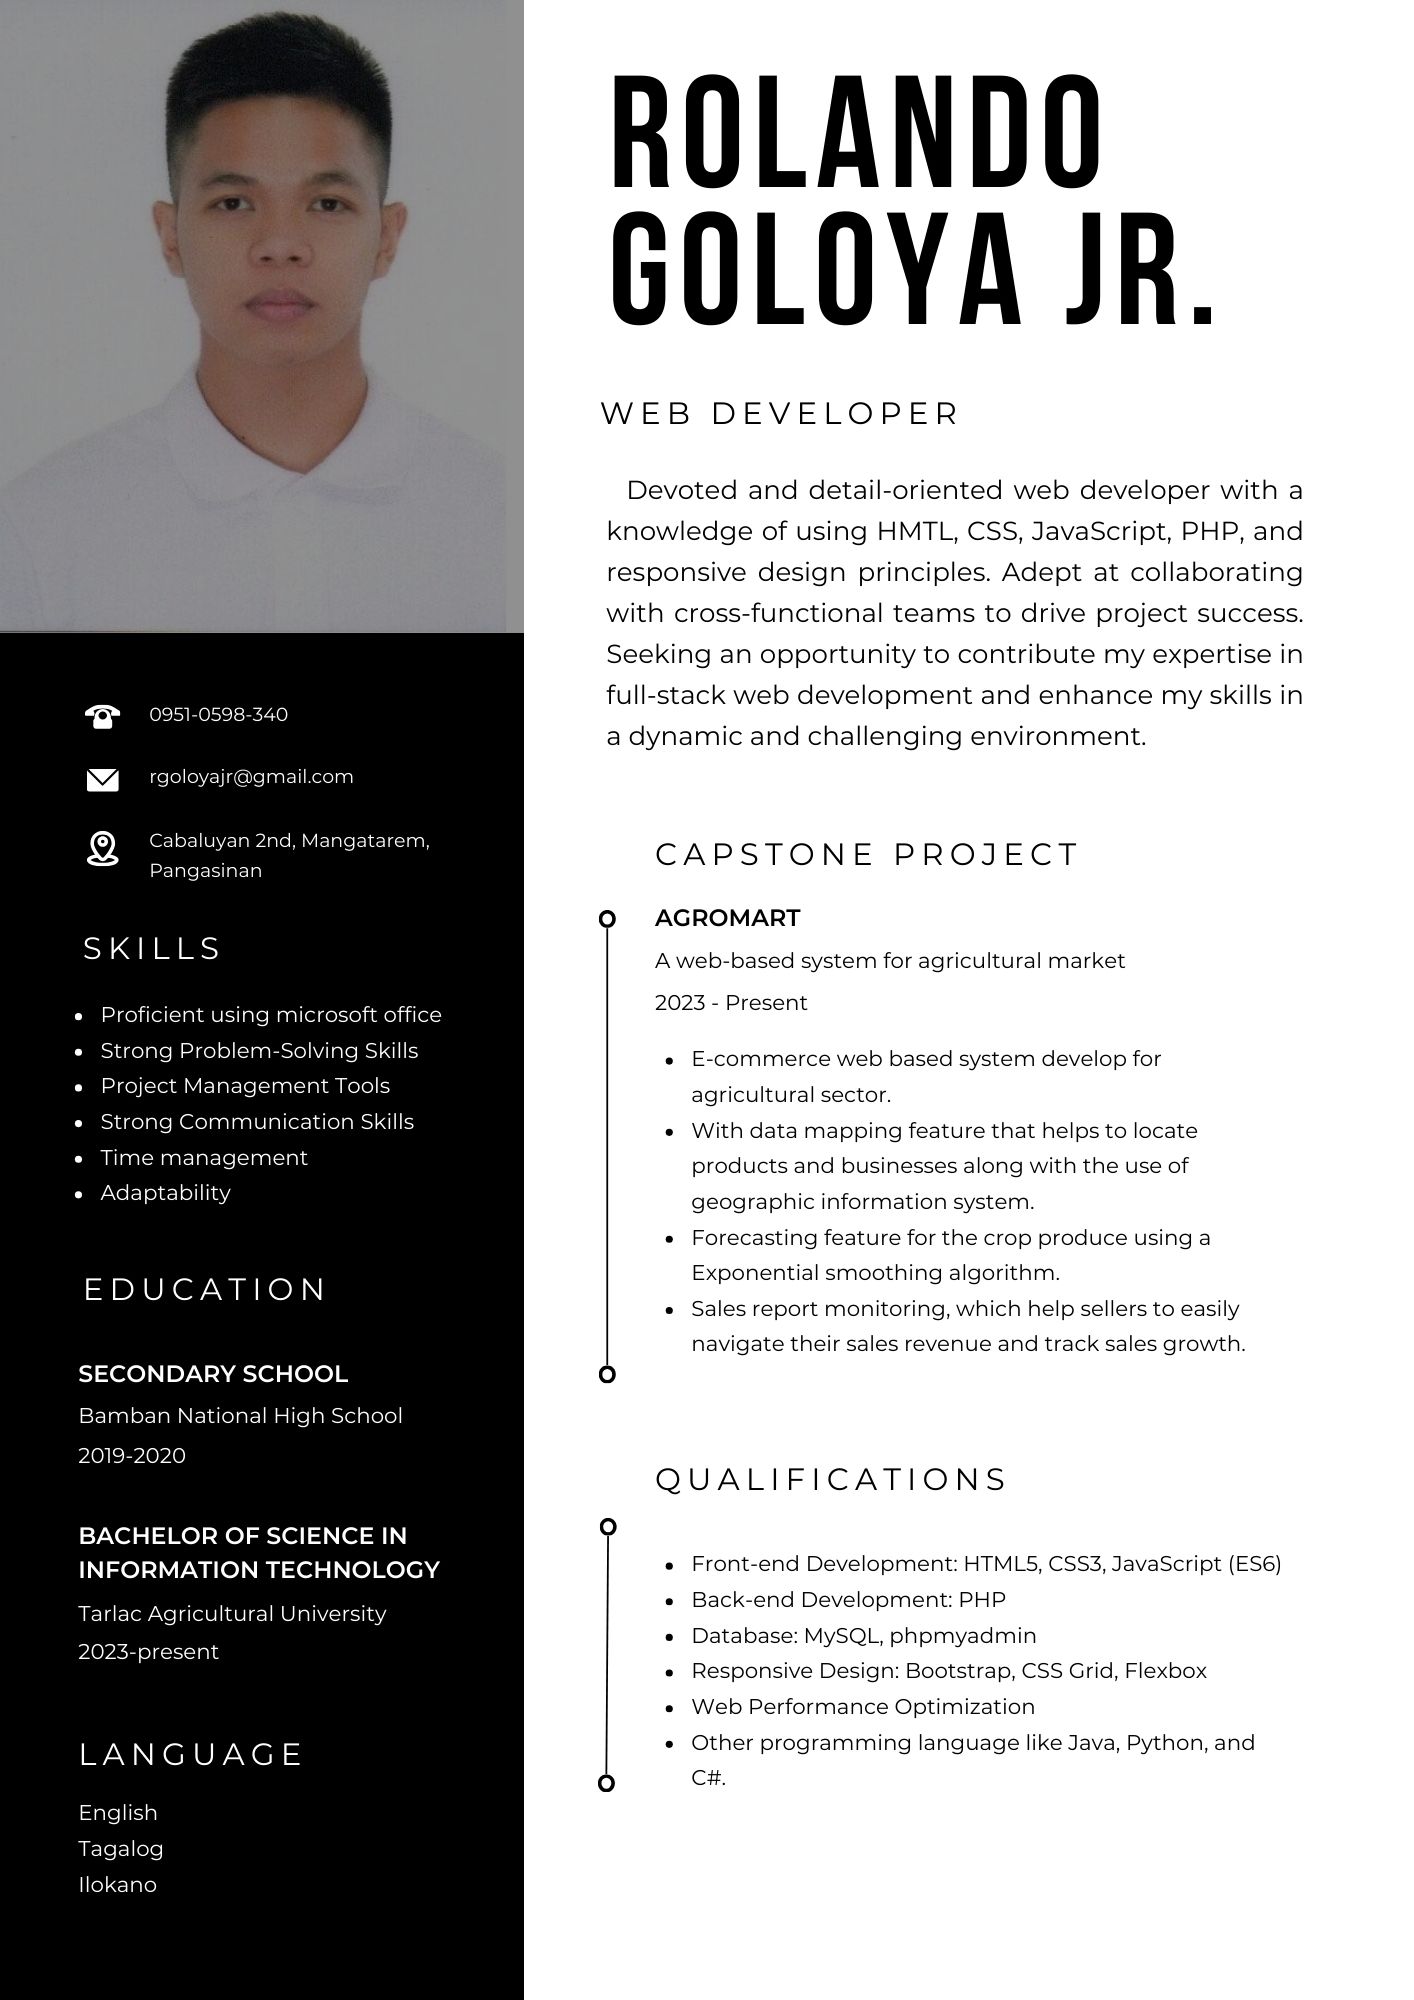 ROLANDO
GOLOYA JR.
WEB DEVELOPER
Devoted and detail-oriented web developer with a
knowledge of using HMTL, CSS, JavaScript, PHP, and
responsive design principles. Adept at collaborating
with cross-functional teams to drive project success.
Seeking an opportunity to contribute my expertise in
full-stack web development and enhance my skills in
a dynamic and challenging environment.
0951-0598-340
rgoloyajr@gmail.com
Cabaluyan 2nd, Mangatarem,
Pangasinan
SKILLS
• Proficient using microsoft office
• Strong Problem-Solving Skills
• Project Management Tools
• Strong Communication Skills
• Time management
• Adaptability
EDUCATION
SECONDARY SCHOOL
Bamban National High School
2019-2020
BACHELOR OF SCIENCE IN
INFORMATION TECHNOLOGY
Tarlac Agricultural University
2023-present
LANGUAGE
English
Tagalog
Ilokano
CAPSTONE PROJECT
AGROMART
A web-based system for agricultural market
2023 - Present
• E-commerce web based system develop for
agricultural sector.
• With data mapping feature that helps to locate
products and businesses along with the use of
geographic information system.
• Forecasting feature for the crop produce using a
Exponential smoothing algorithm.
• Sales report monitoring, which help sellers to easily
navigate their sales revenue and track sales growth.
QUALIFICATIONS
• Front-end Development: HTML5, CSS3, JavaScript (ES6)
• Back-end Development: PHP
• Database: MySQL, phpmyadmin
• Responsive Design: Bootstrap, CSS Grid, Flexbox
• Web Performance Optimization
• Other programming language like Java, Python, and
C#.